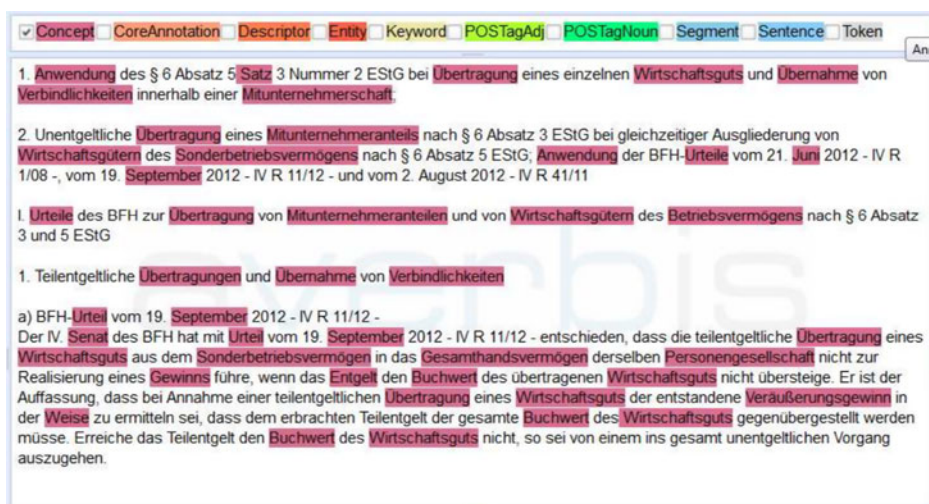 Concept CoreAnnotation Descriptor Entity Keyword POSTagAdj POSTagNoun Segment Sentence Token
An
1. Anwendung des § 6 Absatz 5 Satz 3 Nummer 2 EStG bei Übertragung eines einzelnen Wirtschaftsguts und Übernahme von
Verbindlichkeiten innerhalb einer Mitunternehmerschaft;
2. Unentgeltliche Übertragung eines Mitunternehmeranteils nach § 6 Absatz 3 EStG bei gleichzeitiger Ausgliederung von
Wirtschaftsgütern des Sonderbetriebsvermögens nach § 6 Absatz 5 EStG; Anwendung der BFH-Urteile vom 21. Juni 2012 - IV R
1/08 -, vom 19. September 2012 - IV R 11/12 - und vom 2. August 2012 - IV R 41/11
I. Urteile des BFH zur Übertragung von Mitunternehmeranteilen und von Wirtschaftsgütern des Betriebsvermögens nach § 6 Absatz
3 und 5 EStG
averbis
1. Teilentgeltliche Übertragungen und Übernahme von Verbindlichkeiten
a) BFH-Urteil vom 19. September 2012 - IV R 11/12 -
Der IV. Senat des BFH hat mit Urteil vom 19. September 2012 - IV R 11/12 - entschieden, dass die teilentgeltliche Übertragung eines
Wirtschaftsguts aus dem Sonderbetriebsvermögen in das Gesamthandsvermögen derselben Personengesellschaft nicht zur
Realisierung eines Gewinns führe, wenn das Entgelt den Buchwert des übertragenen Wirtschaftsguts nicht übersteige. Er ist der
Auffassung, dass bei Annahme einer teilentgeltlichen Übertragung eines Wirtschaftsguts der entstandene Veräußerungsgewinn in
der Weise zu ermitteln sei, dass dem erbrachten Teilentgelt der gesamte Buchwert des Wirtschaftsguts gegenübergestellt werden
müsse. Erreiche das Teilentgelt den Buchwert des Wirtschaftsguts nicht, so sei von einem ins gesamt unentgeltlichen Vorgang
auszugehen.